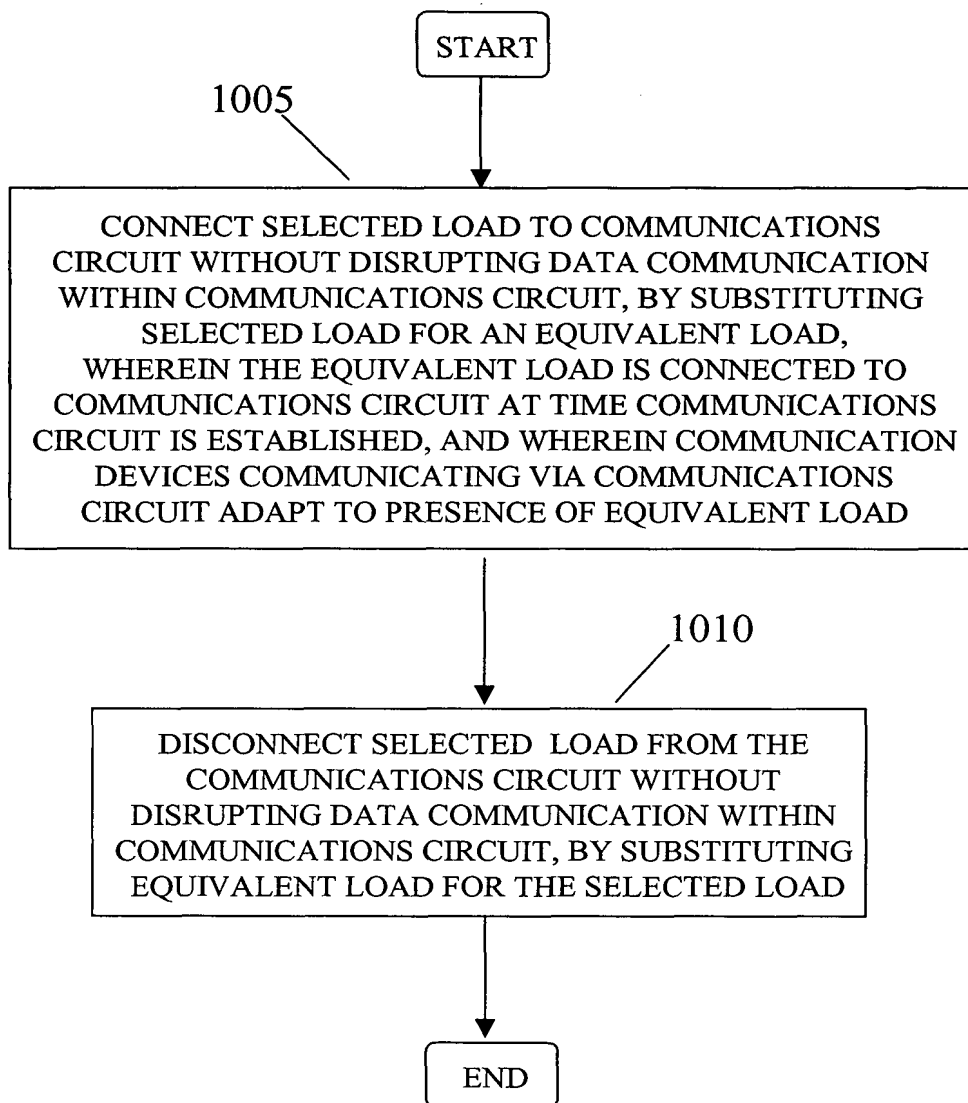 START
1005
CONNECT SELECTED LOAD TO COMMUNICATIONS
CIRCUIT WITHOUT DISRUPTING DATA COMMUNICATION
WITHIN COMMUNICATIONS CIRCUIT, BY SUBSTITUTING
SELECTED LOAD FOR AN EQUIVALENT LOAD,
WHEREIN THE EQUIVALENT LOAD IS CONNECTED TO
COMMUNICATIONS CIRCUIT AT TIME COMMUNICATIONS
CIRCUIT IS ESTABLISHED, AND WHEREIN COMMUNICATION
DEVICES COMMUNICATING VIA COMMUNICATIONS
CIRCUIT ADAPT TO PRESENCE OF EQUIVALENT LOAD
1010
DISCONNECT SELECTED LOAD FROM THE
COMMUNICATIONS CIRCUIT WITHOUT
DISRUPTING DATA COMMUNICATION WITHIN
COMMUNICATIONS CIRCUIT, BY SUBSTITUTING
EQUIVALENT LOAD FOR THE SELECTED LOAD
END